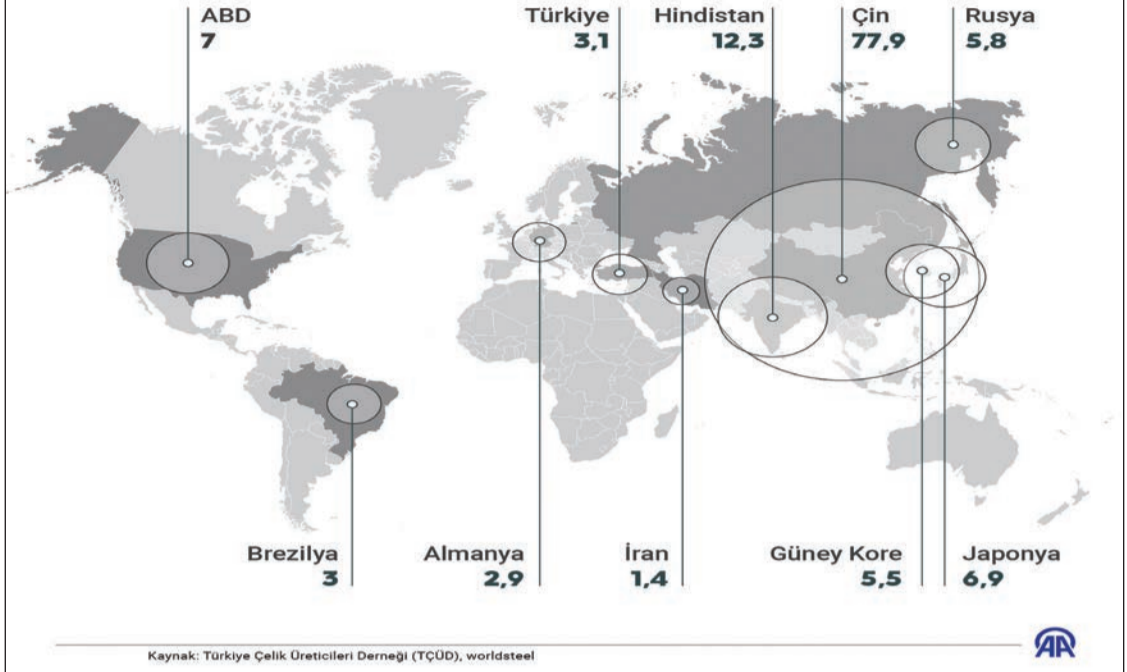 ABD
7
Türkiye
3,1
Hindistan
12,3
Çin
77,9
Rusya
5,8
Brezilya
3
Almanya
2,9
İran
1,4
Güney Kore
5,5
Japonya
6,9
Kaynak: Türkiye Çelik Üreticileri Derneği (TÇÜD), worldsteel
AA